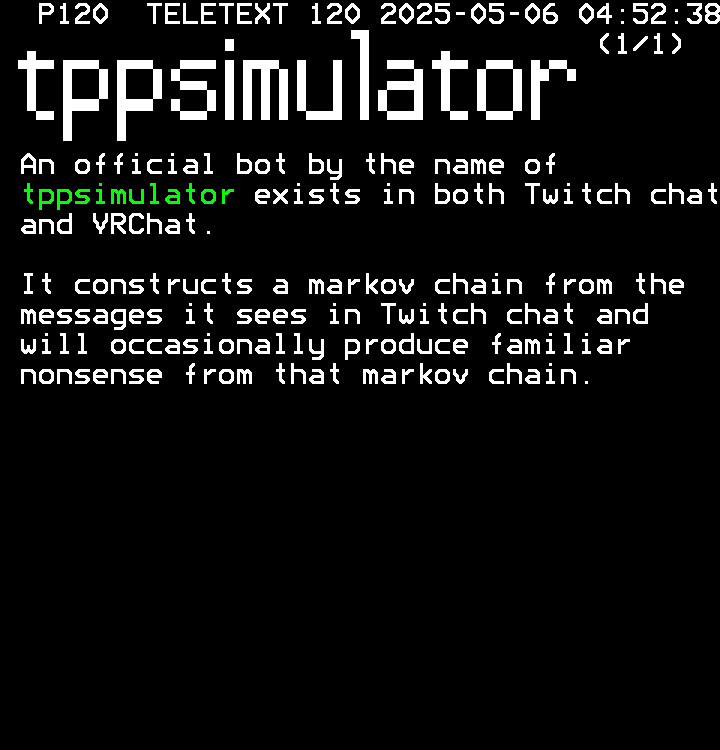 P120 TELETEXT 120 2025-05-06 04:52:38
(1/1)
tppsimulator
An official bot by the name of
tppsimulator exists in both Twitch chat
and VRChat.
It constructs a markov chain from the
messages it sees in Twitch chat and
will occasionally produce familiar
nonsense from that markov chain.